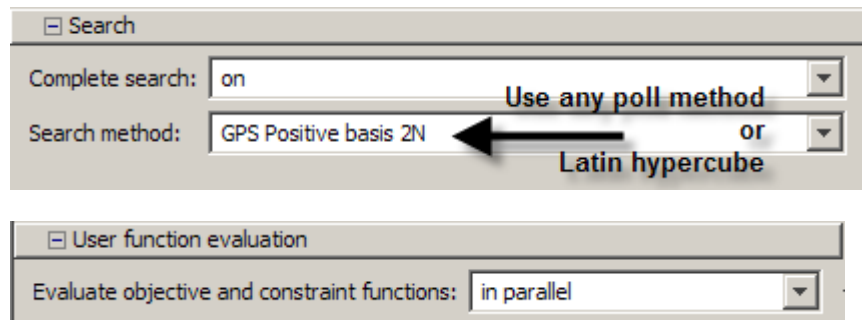 Search
Complete search: on
Use any poll method
Search method: GPS Positive basis 2N or
Latin hypercube
User function evaluation
Evaluate objective and constraint functions: in parallel